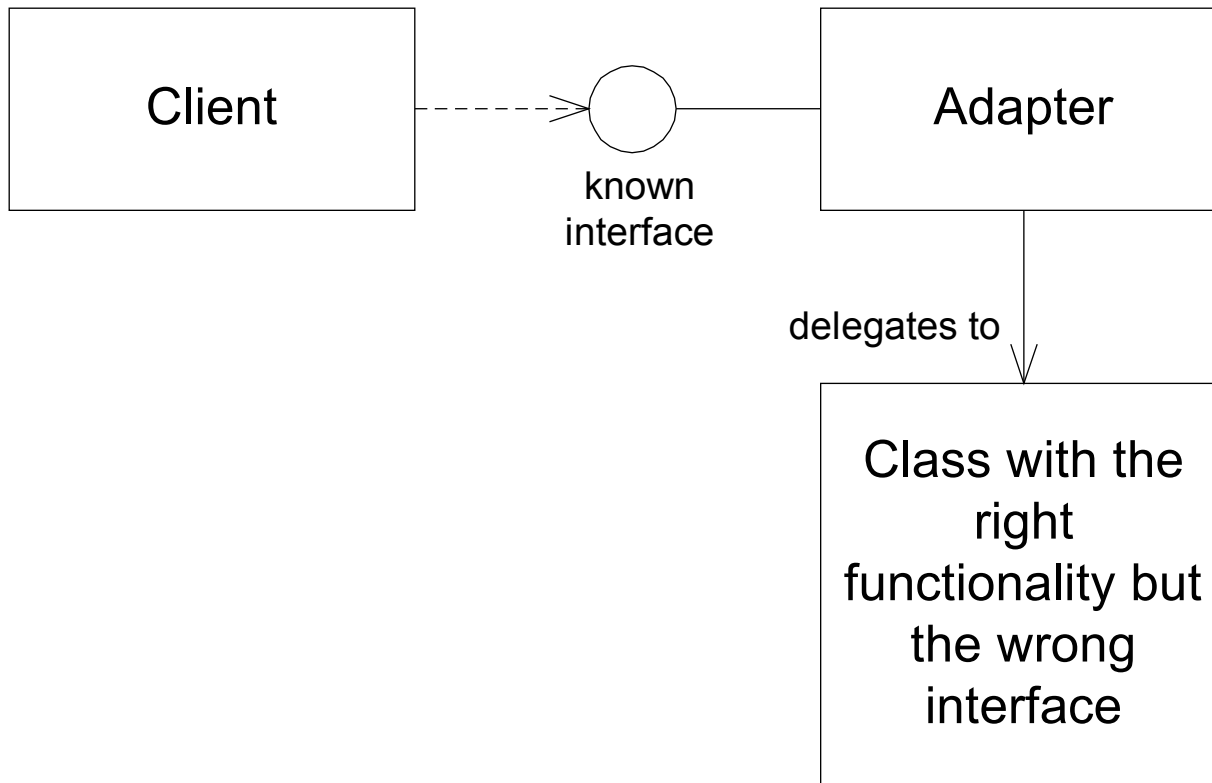 Client
Adapter
known
interface
delegates to
Class with the
right
functionality but
the wrong
interface